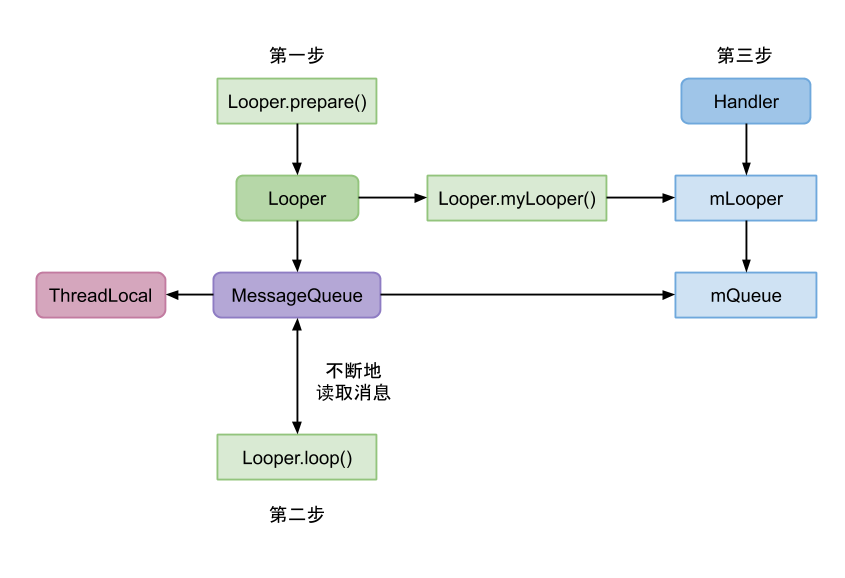 第一步
第三步
Looper.prepare()
Handler
Looper
Looper.myLooper()
mLooper
ThreadLocal
MessageQueue
mQueue
不断地
读取消息
Looper.loop()
第二步